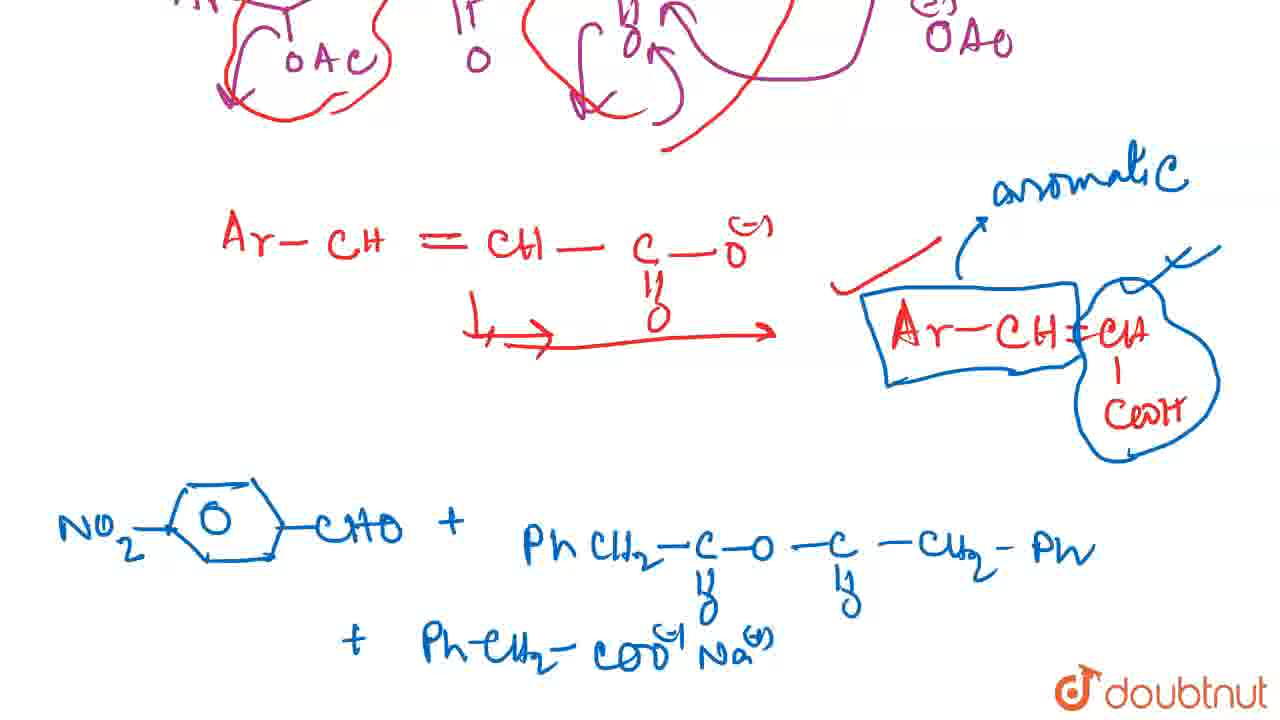 OAC
O
O
(-)
OAO
aromatic
Ar-CH=CH-C-O(-)
O
Ar-CH=CH
COOH
NO2 O CHO + PhCH2-C-O-C-CH2-Ph
O O
+ Ph-CH2-COO(-) Na(+)
doubtnut